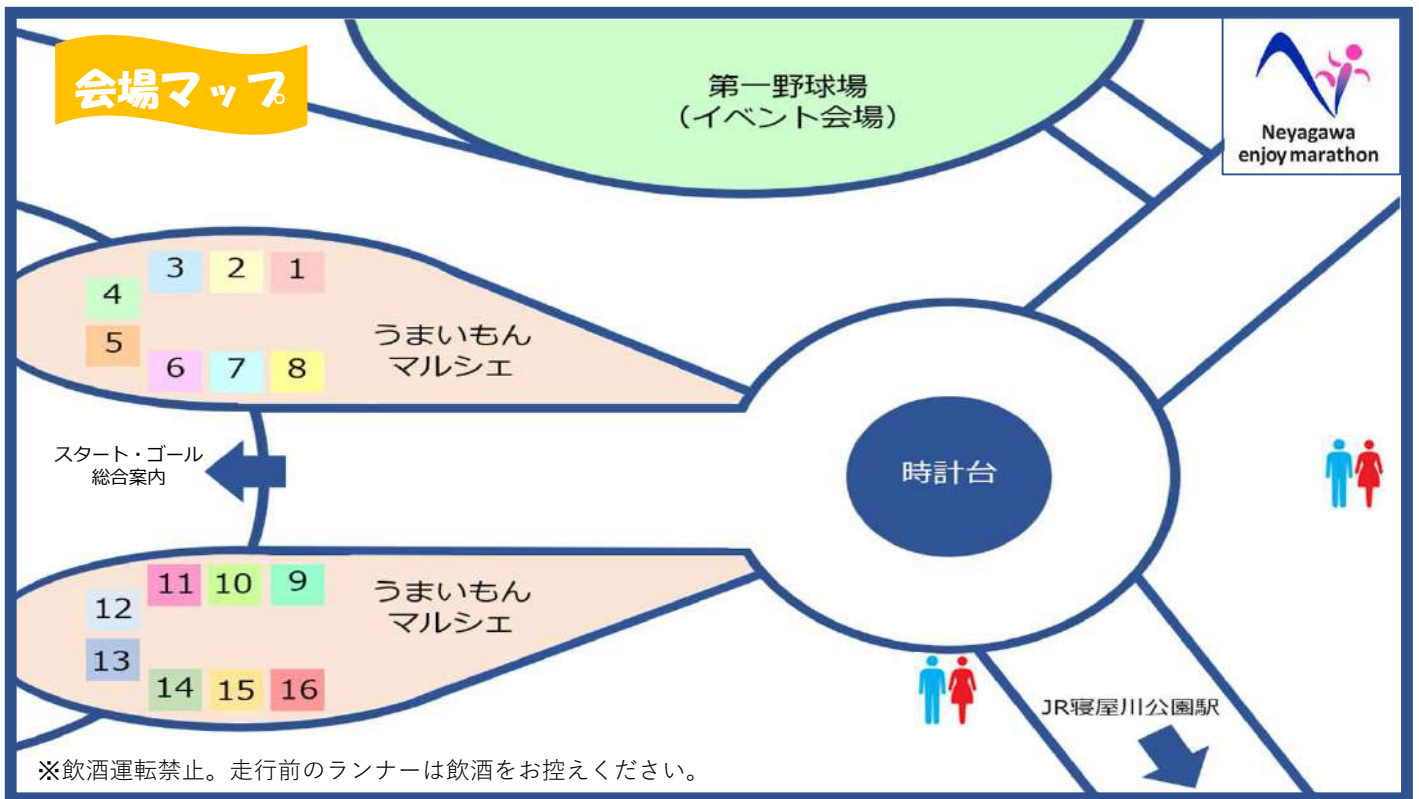 会場マップ
第一野球場
(イベント会場)
Neyagawa
enjoy marathon
3 2 1
4
5
6 7 8
うまいもん
マルシェ
スタート・ゴール
総合案内
時計台
11 10 9
12
13
14 15 16
うまいもん
マルシェ
JR寝屋川公園駅
※飲酒運転禁止。走行前のランナーは飲酒をお控えください。